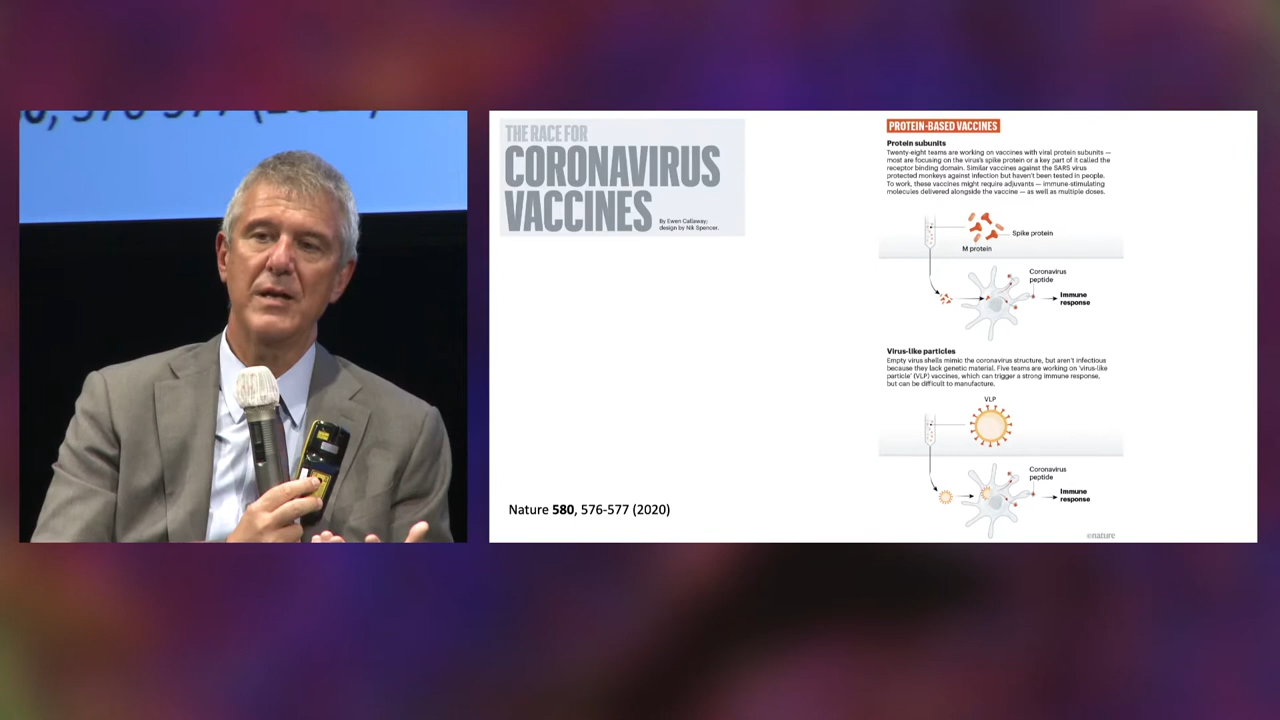 THE RACE FOR
CORONAVIRUS
VACCINES
By Ewen Callaway;
design by Nik Spencer.
Nature 580, 576-577 (2020)
PROTEIN-BASED VACCINES
Protein subunits
Twenty-eight teams are working on vaccines with viral protein subunits —
most are focusing on the virus's spike protein or a key part of it called the
receptor binding domain. Similar vaccines against the SARS virus
protected monkeys against infection but haven't been tested in people.
To work, these vaccines might require adjuvants — immune-stimulating
molecules delivered alongside the vaccine — as well as multiple doses.
Spike protein
M protein
Coronavirus
peptide
Immune
response
Virus-like particles
Empty virus shells mimic the coronavirus structure, but aren't infectious
because they lack genetic material. Five teams are working on 'virus-like
particle' (VLP) vaccines, which can trigger a strong immune response,
but can be difficult to manufacture.
VLP
Coronavirus
peptide
Immune
response
©nature